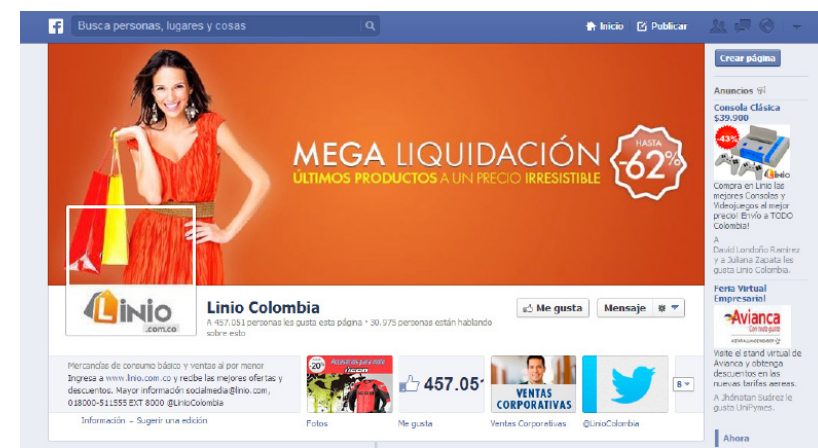 Busca personas, lugares y cosas
Inicio
Publicar
MEGA LIQUIDACIÓN
ÚLTIMOS PRODUCTOS A UN PRECIO IRRESISTIBLE
HASTA
-62%
LINIO
.com.co
Linio Colombia
A 457.051 personas les gusta esta página · 30.975 personas están hablando
sobre esto
Me gusta
Mensaje
Mercancías de consumo básico y ventas al por menor
Ingresa a www.linio.com.co y recibe las mejores ofertas y
descuentos. Mayor información socialmedia@linio.com,
018000-511555 EXT 8000 @LinioColombia
Información – Sugerir una edición
-20%
Fotos
457.05
Me gusta
VENTAS
CORPORATIVAS
Ventas Corporativas
@LinioColombia
8
Crear página
Anuncios
Consola Clásica
$39.900
-43%
Linio
Compra en Linio las
mejores Consolas y
Videojuegos al mejor
precio! Envío a TODO
Colombia!
A
David Londoño Ramirez
y a Juliana Zapata les
gusta Linio Colombia.
Feria Virtual
Empresarial
Avianca
Visite el stand virtual de
Avianca y obtenga
descuentos en las
nuevas tarifas aereas.
A Jhónatan Suárez le
gusta UniPymes.
Ahora